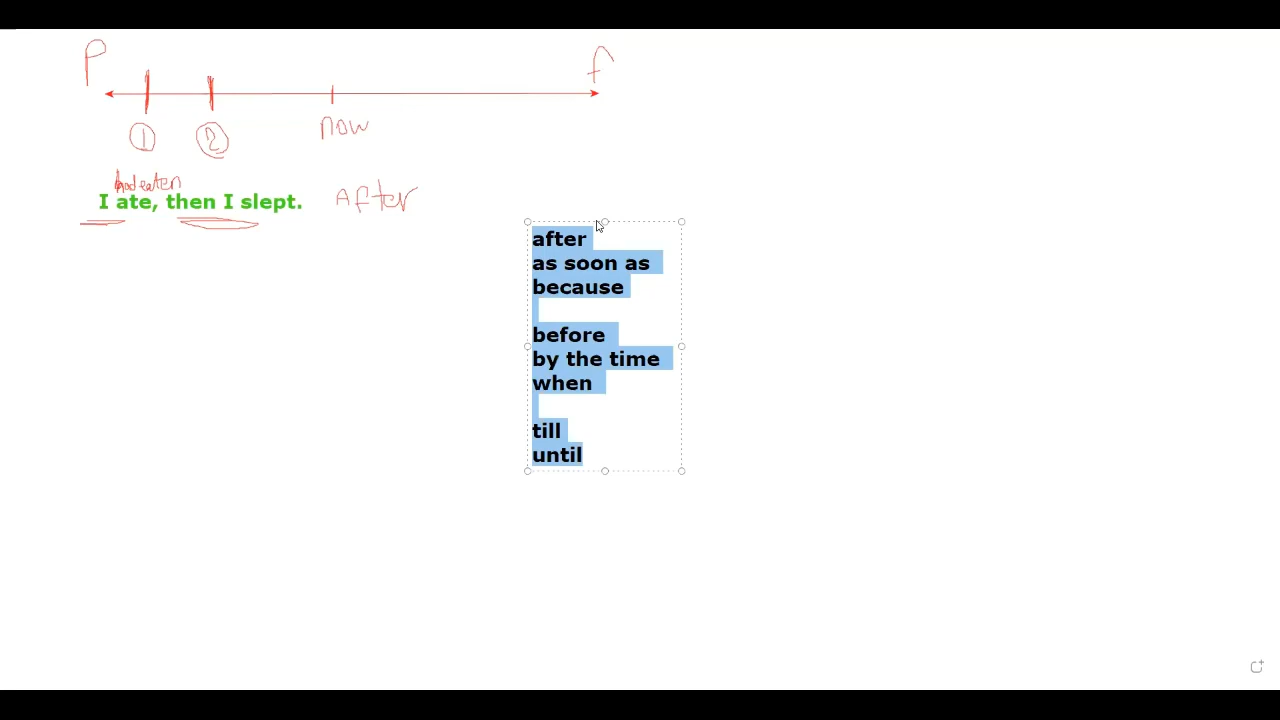 P
f
1
2
now
had eaten
I ate, then I slept.
After
after
as soon as
because
before
by the time
when
till
until